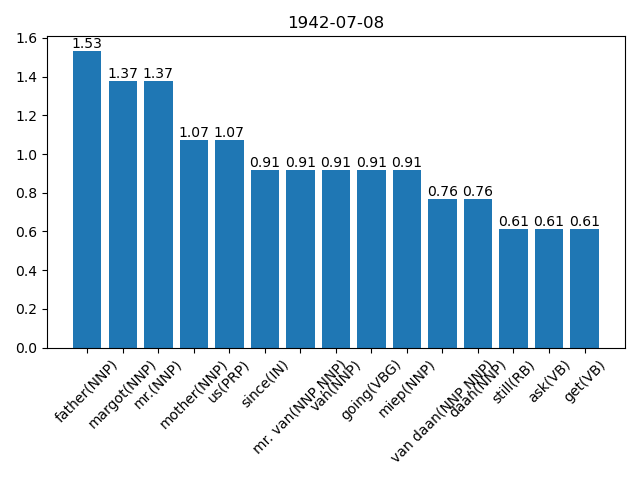 1942-07-08
1.6
1.4
1.2
1.0
0.8
0.6
0.4
0.2
0.0
1.53
1.37
1.37
1.07
1.07
0.91
0.91
0.91
0.91
0.91
0.76
0.76
0.61
0.61
0.61
father(NNP)
margot(NNP)
mr.(NNP)
mother(NNP)
us(PRP)
since(IN)
mr. van(NNP NNP)
van(NNP)
going(VBG)
miep(NNP)
van daan(NNP NNP)
daan(NNP)
still(RB)
ask(VB)
get(VB)